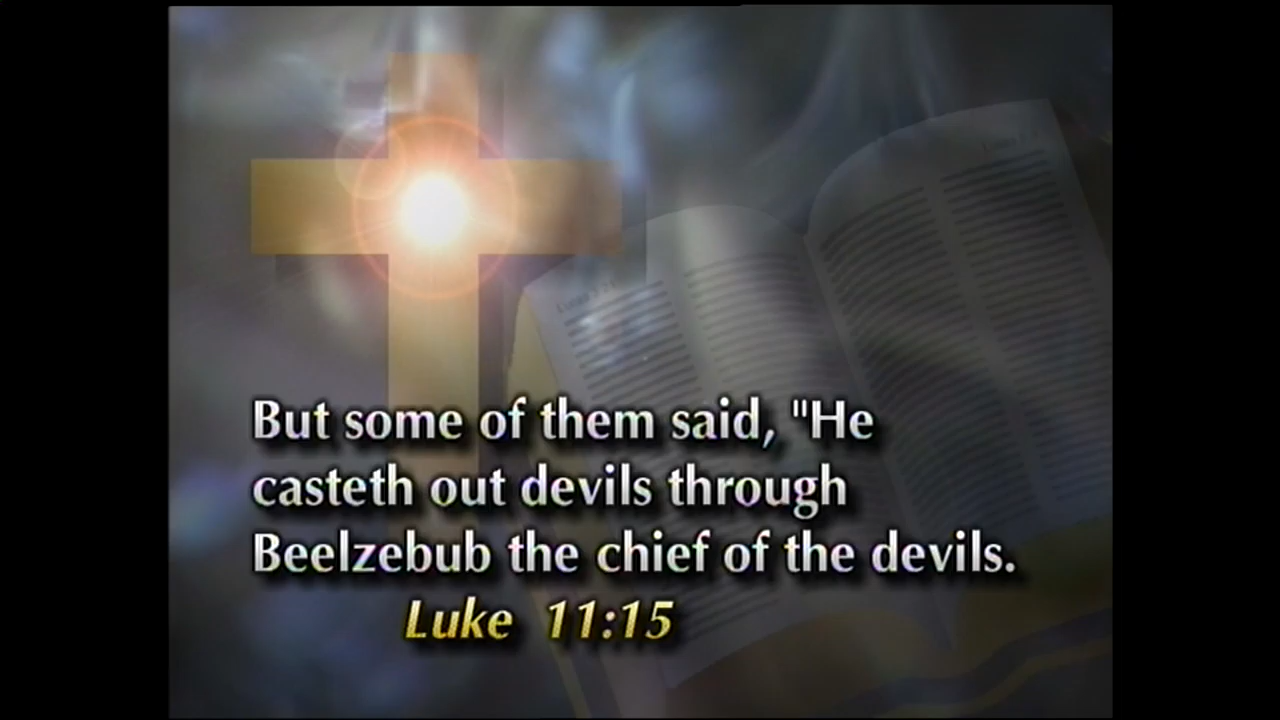 But some of them said, "He
casteth out devils through
Beelzebub the chief of the devils.
Luke 11:15